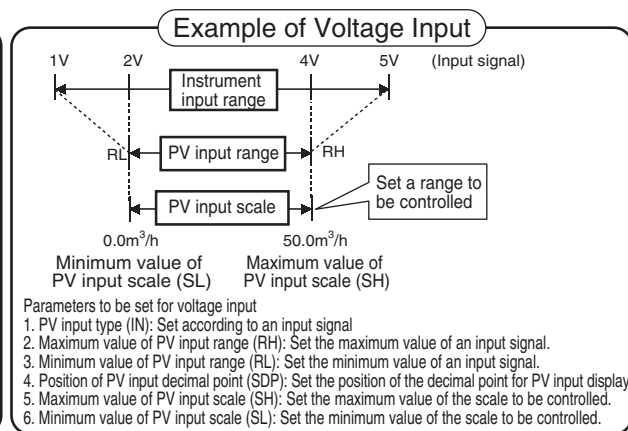 Example of Voltage Input
1V 2V 4V 5V (Input signal)
Instrument
input range
RL PV input range RH
PV input scale
Set a range to
be controlled
0.0m³/h 50.0m³/h
Minimum value of Maximum value of
PV input scale (SL) PV input scale (SH)
Parameters to be set for voltage input
1. PV input type (IN): Set according to an input signal
2. Maximum value of PV input range (RH): Set the maximum value of an input signal.
3. Minimum value of PV input range (RL): Set the minimum value of an input signal.
4. Position of PV input decimal point (SDP): Set the position of the decimal point for PV input display
5. Maximum value of PV input scale (SH): Set the maximum value of the scale to be controlled.
6. Minimum value of PV input scale (SL): Set the minimum value of the scale to be controlled.